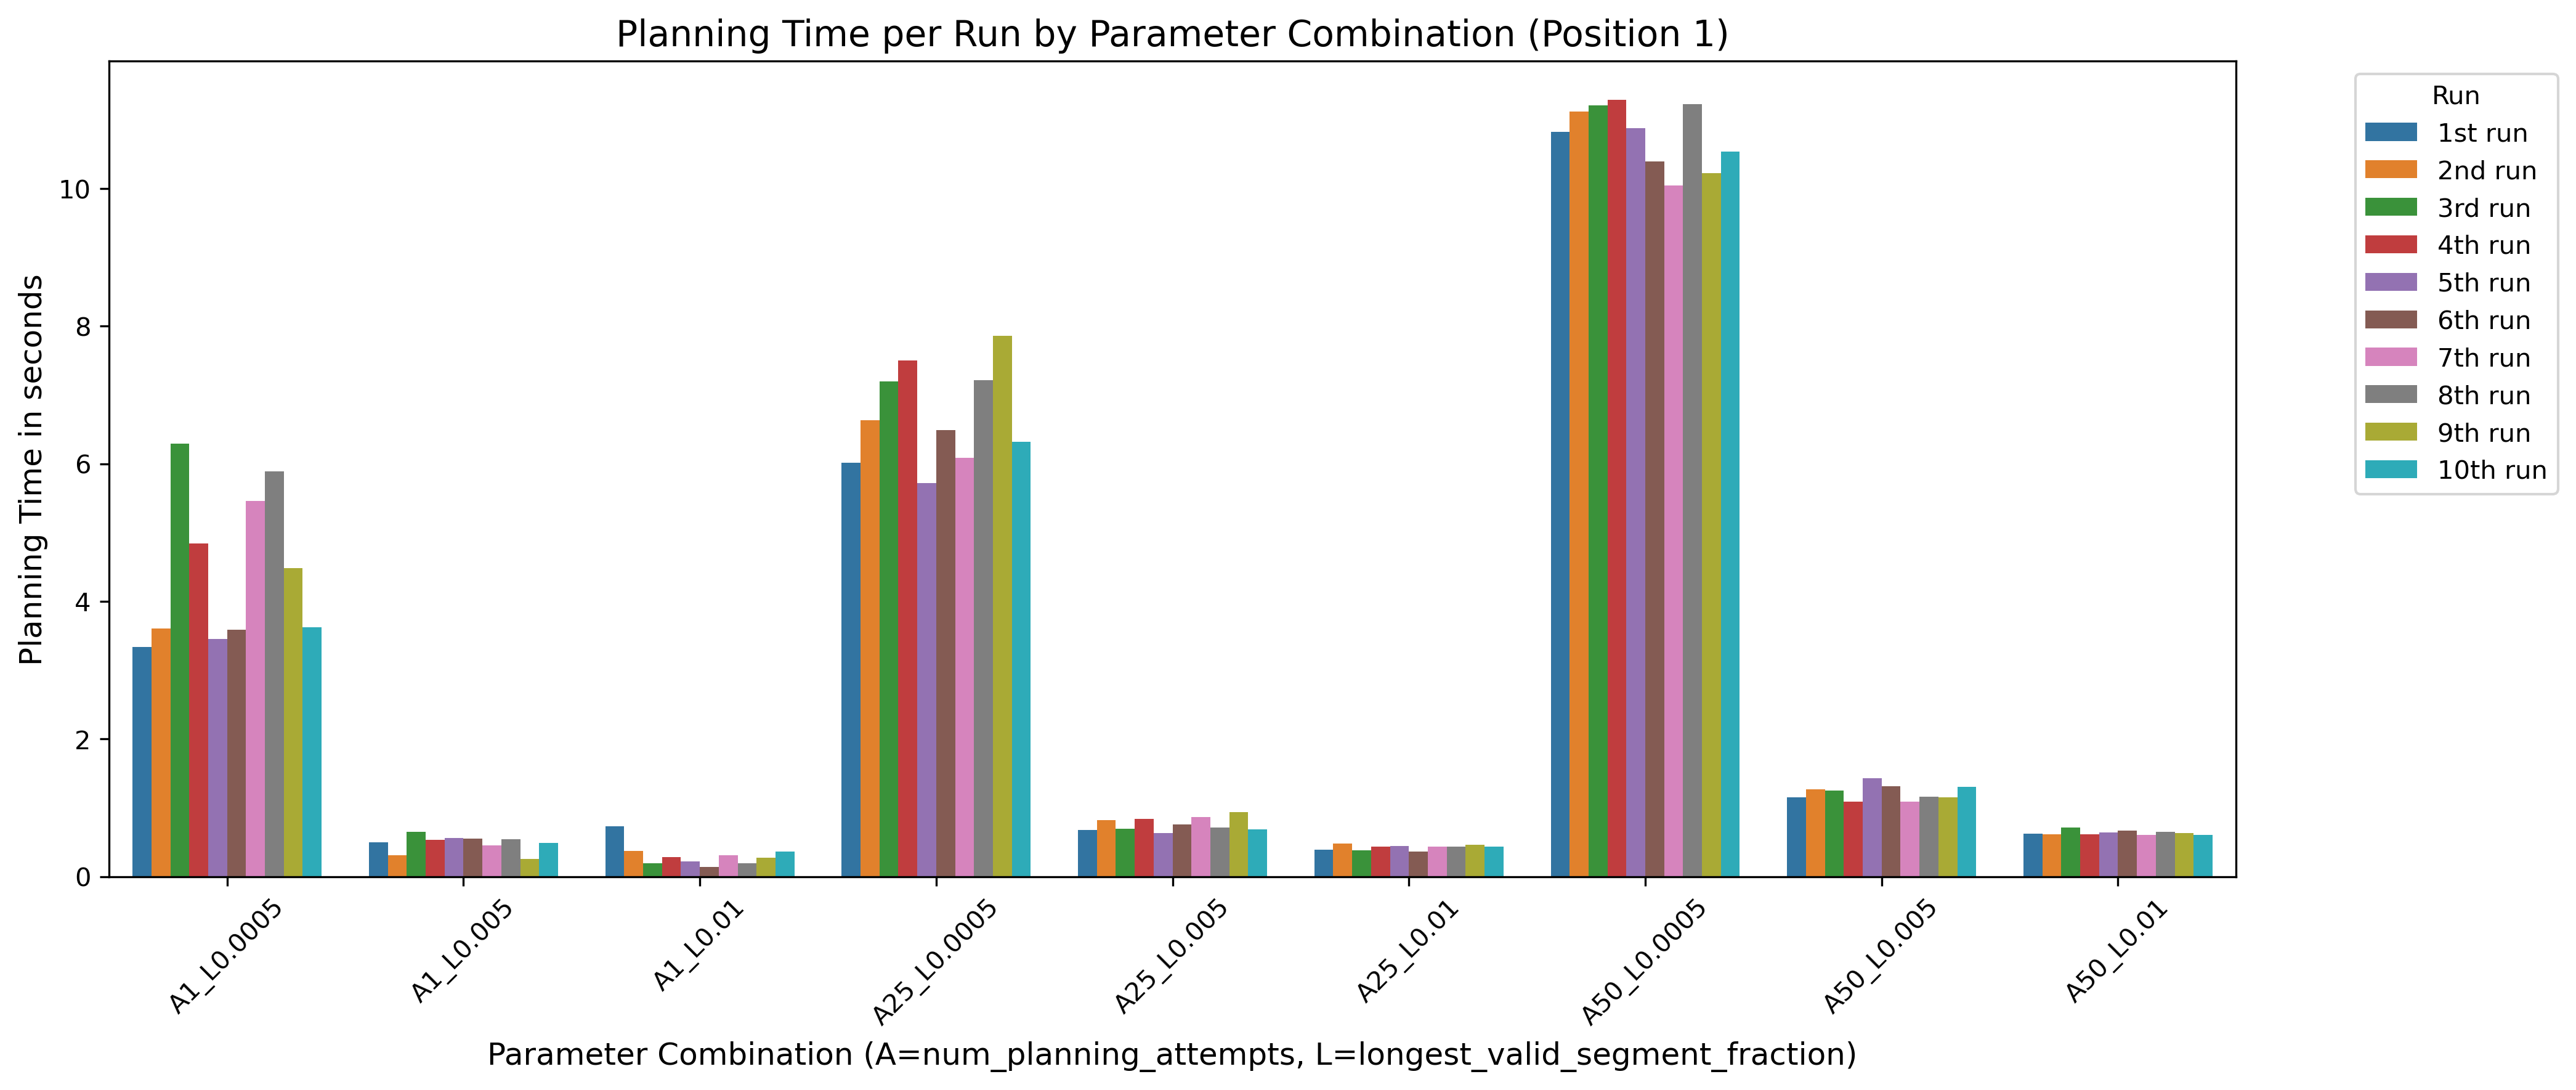 Planning Time per Run by Parameter Combination (Position 1)
Planning Time in seconds
10
8
6
4
2
0
A1_L0.0005
A1_L0.005
A1_L0.01
A25_L0.0005
A25_L0.005
A25_L0.01
A50_L0.0005
A50_L0.005
A50_L0.01
Parameter Combination (A=num_planning_attempts, L=longest_valid_segment_fraction)
Run
1st run
2nd run
3rd run
4th run
5th run
6th run
7th run
8th run
9th run
10th run